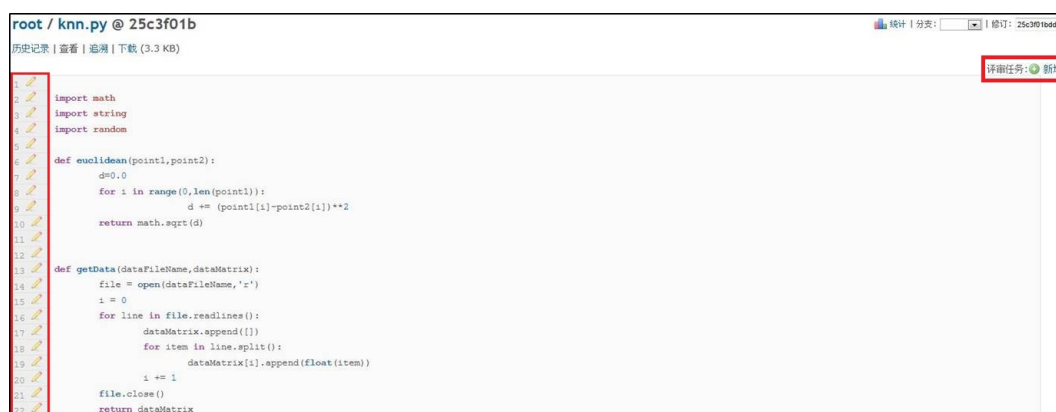 root / knn.py @ 25c3f01b
统计 | 分支: | 修订: 25c3f01bdd
历史记录 | 查看 | 追溯 | 下载 (3.3 KB)
评审任务: 新增
1
2 import math
3 import string
4 import random
5
6 def euclidean(point1,point2):
7 d=0.0
8 for i in range(0,len(point1)):
9 d += (point1[i]-point2[i])**2
10 return math.sqrt(d)
11
12
13 def getData(dataFileName,dataMatrix):
14 file = open(dataFileName,'r')
15 i = 0
16 for line in file.readlines():
17 dataMatrix.append([])
18 for item in line.split():
19 dataMatrix[i].append(float(item))
20 i += 1
21 file.close()
22 return dataMatrix